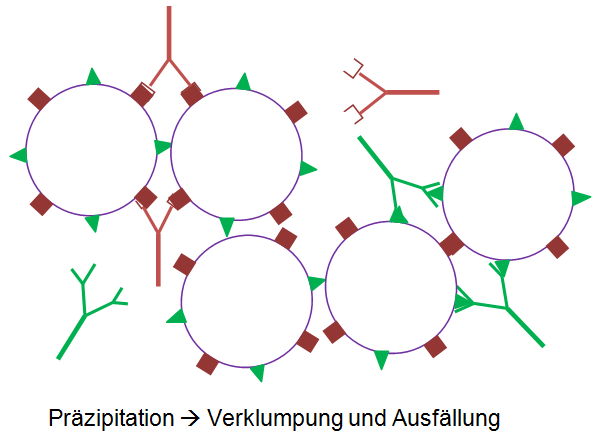 Präzipitation → Verklumpung und Ausfällung